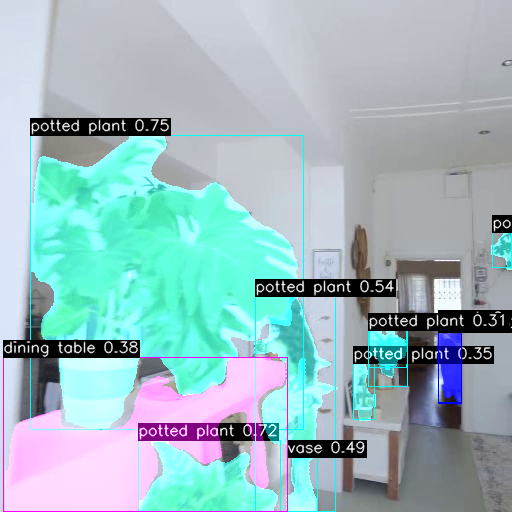 potted plant 0.75
po
potted plant 0.54
potted plant 0.31
dining table 0.38
potted plant 0.35
potted plant 0.72
vase 0.49